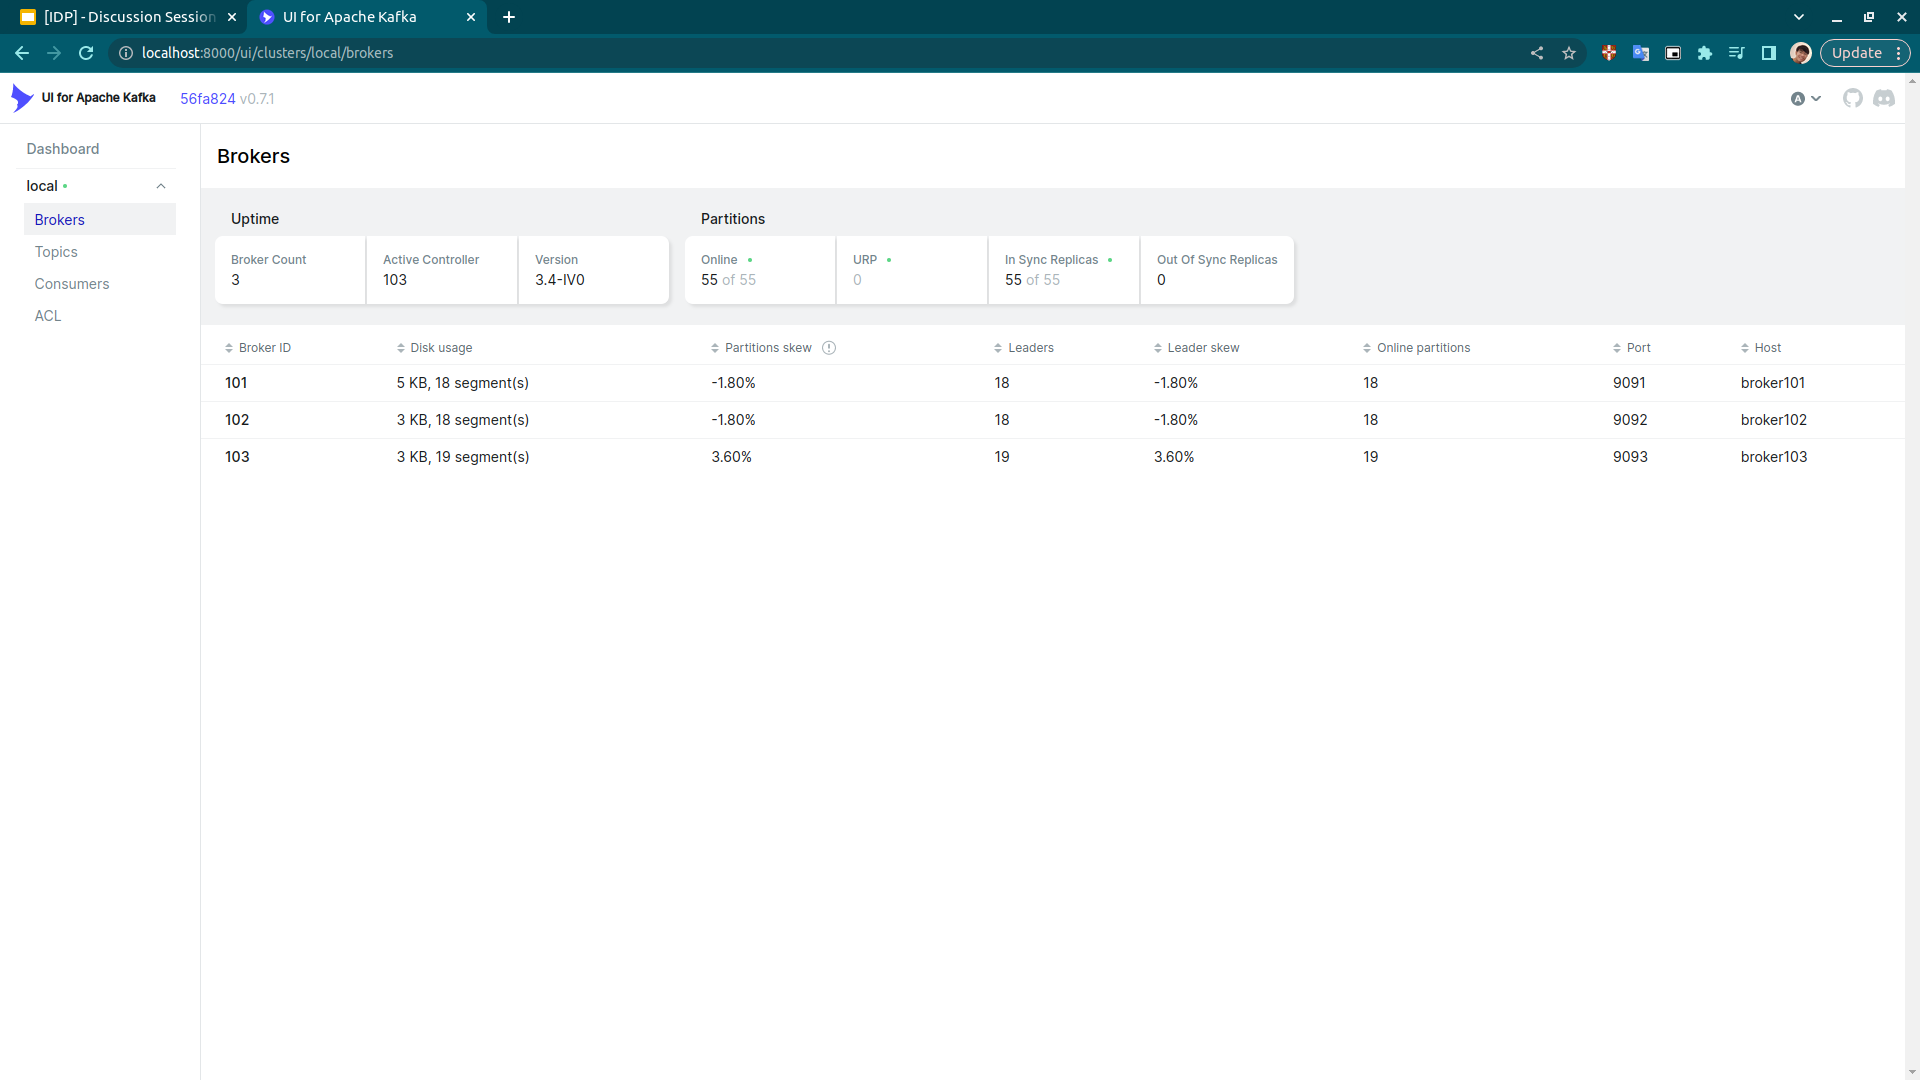 [IDP] - Discussion Session
UI for Apache Kafka
localhost:8000/ui/clusters/local/brokers
Update
UI for Apache Kafka
56fa824 v0.7.1
A
Dashboard
local
Brokers
Topics
Consumers
ACL
Brokers
Uptime
Partitions
Broker Count
Active Controller
Version
Online
URP
In Sync Replicas
Out Of Sync Replicas
3
103
3.4-IV0
55 of 55
0
55 of 55
0
Broker ID Disk usage Partitions skew Leaders Leader skew Online partitions Port Host
101 5 KB, 18 segment(s) -1.80% 18 -1.80% 18 9091 broker101
102 3 KB, 18 segment(s) -1.80% 18 -1.80% 18 9092 broker102
103 3 KB, 19 segment(s) 3.60% 19 3.60% 19 9093 broker103